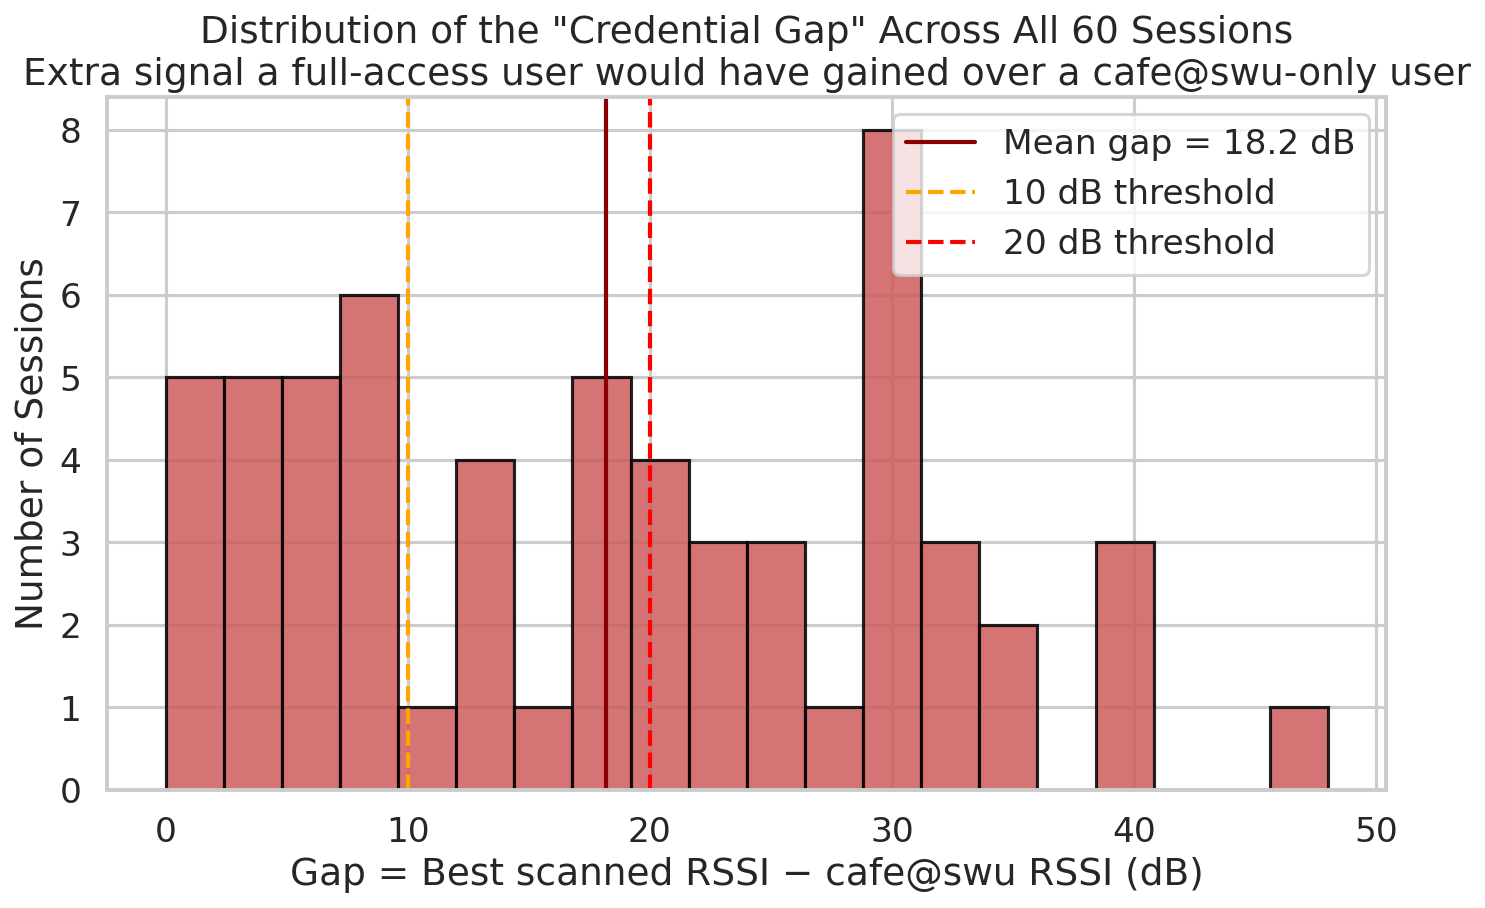 Distribution of the "Credential Gap" Across All 60 Sessions
Extra signal a full-access user would have gained over a cafe@swu-only user
Mean gap = 18.2 dB
10 dB threshold
20 dB threshold
Number of Sessions
8
7
6
5
4
3
2
1
0
0 10 20 30 40 50
Gap = Best scanned RSSI − cafe@swu RSSI (dB)